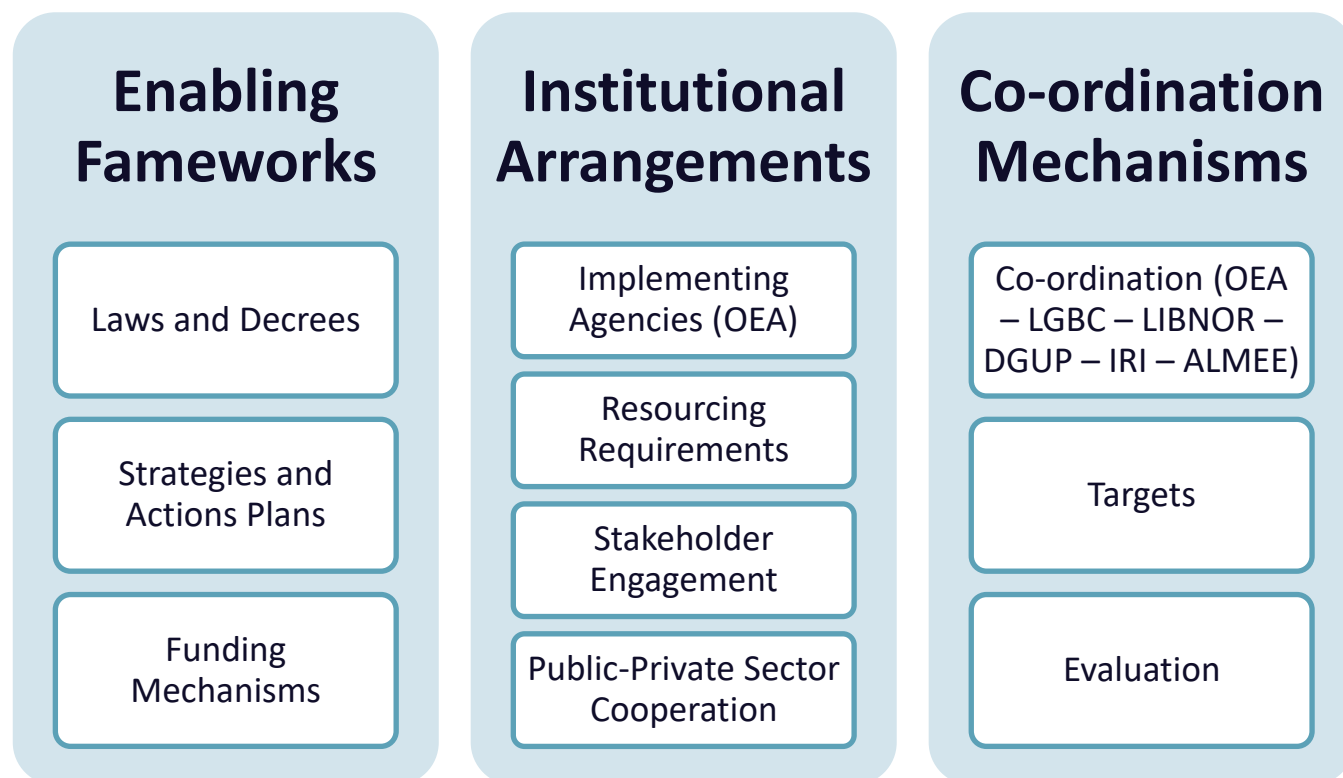 Enabling
Fameworks
Laws and Decrees
Strategies and
Actions Plans
Funding
Mechanisms
Institutional
Arrangements
Implementing
Agencies (OEA)
Resourcing
Requirements
Stakeholder
Engagement
Public-Private Sector
Cooperation
Co-ordination
Mechanisms
Co-ordination (OEA
– LGBC – LIBNOR –
DGUP – IRI – ALMEE)
Targets
Evaluation